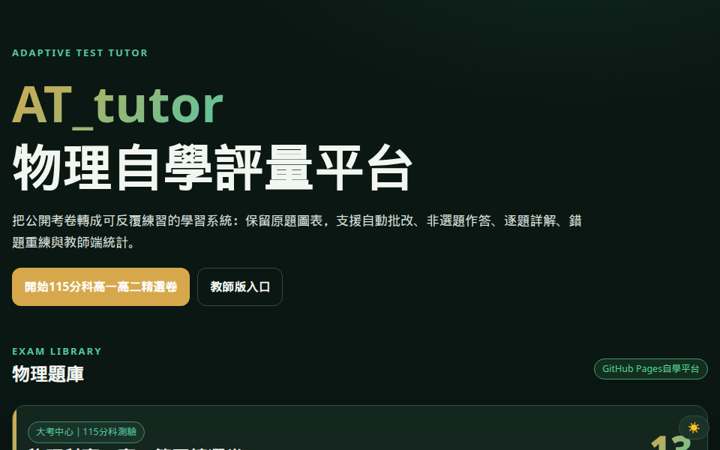 ADAPTIVE TEST TUTOR
AT_tutor
物理自學評量平台
把公開考卷轉成可反覆練習的學習系統：保留原題圖表，支援自動批改、非選題作答、逐題詳解、錯
題重練與教師端統計。
開始115分科高一高二精選卷
教師版入口
EXAM LIBRARY
物理題庫
GitHub Pages自學平台
大考中心｜115分科測驗
13